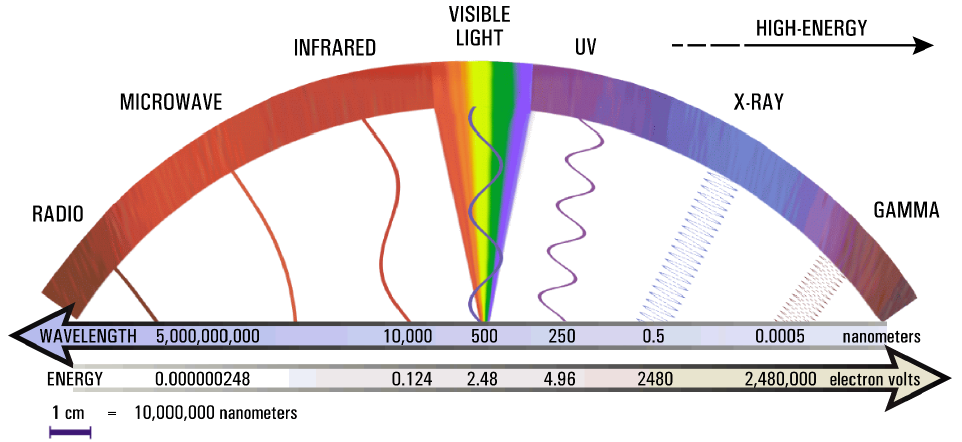 VISIBLE
LIGHT
INFRARED
UV
HIGH-ENERGY
MICROWAVE
X-RAY
RADIO
GAMMA
WAVELENGTH 5,000,000,000 10,000 500 250 0.5 0.0005 nanometers
ENERGY 0.000000248 0.124 2.48 4.96 2480 2,480,000 electron volts
1 cm = 10,000,000 nanometers